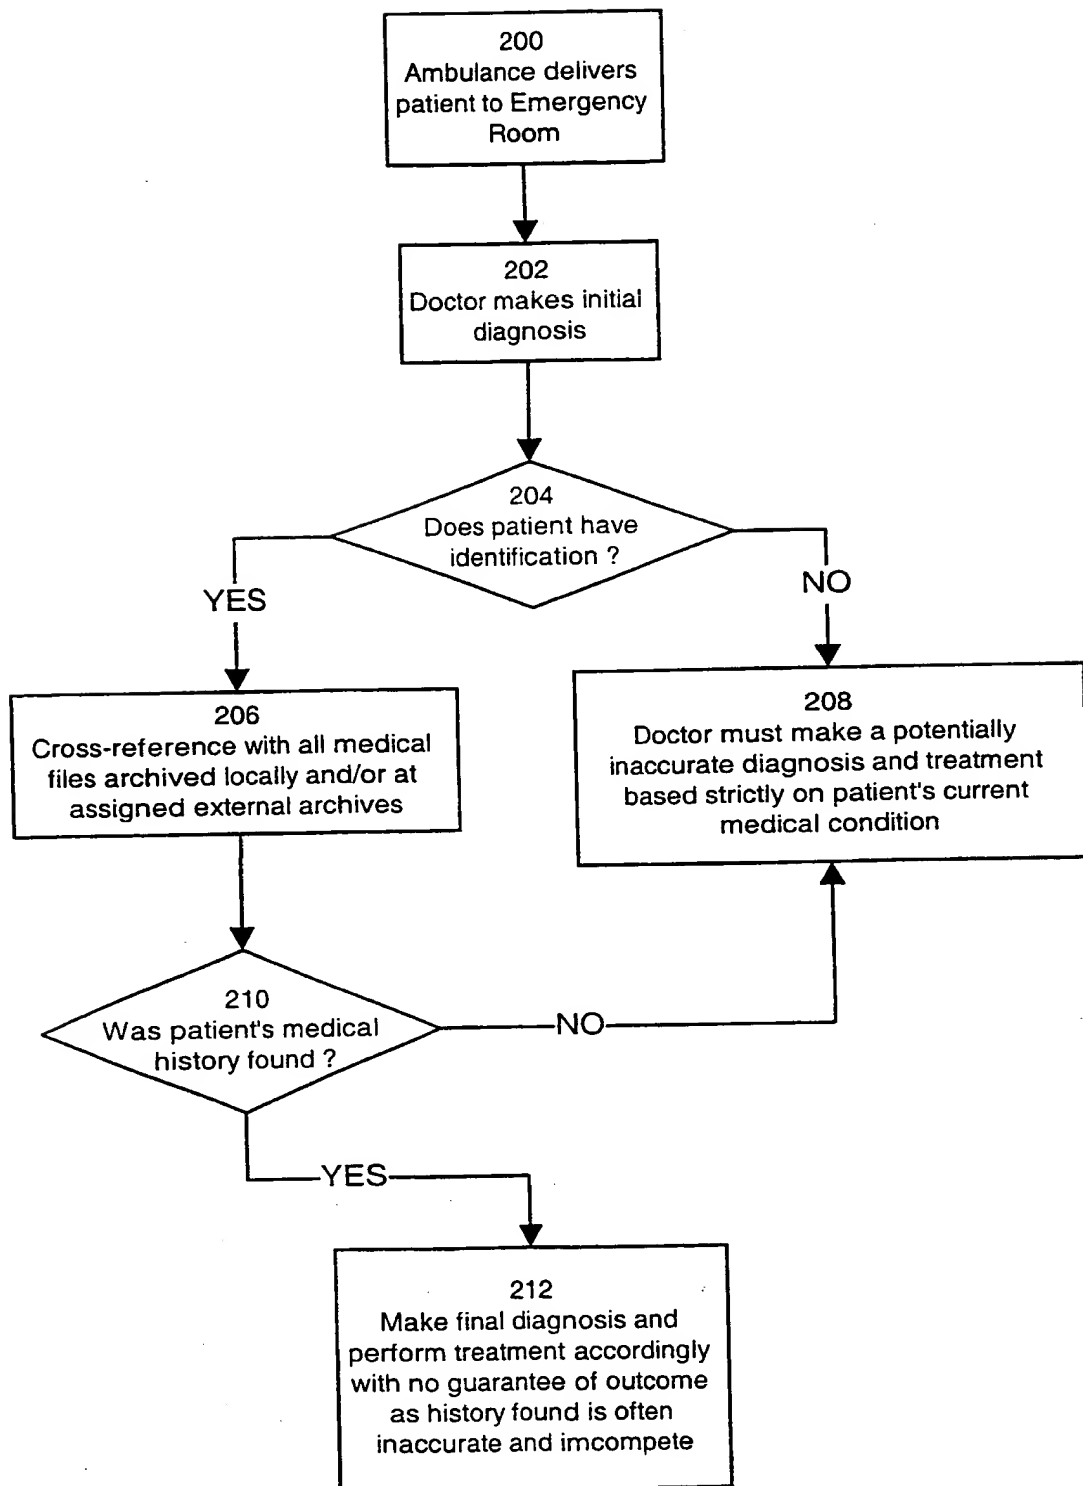 200
Ambulance delivers
patient to Emergency
Room
202
Doctor makes initial
diagnosis
204
Does patient have
identification ?
YES
NO
206
Cross-reference with all medical
files archived locally and/or at
assigned external archives
208
Doctor must make a potentially
inaccurate diagnosis and treatment
based strictly on patient's current
medical condition
210
Was patient's medical
history found ?
NO
YES
212
Make final diagnosis and
perform treatment accordingly
with no guarantee of outcome
as history found is often
inaccurate and imcompete